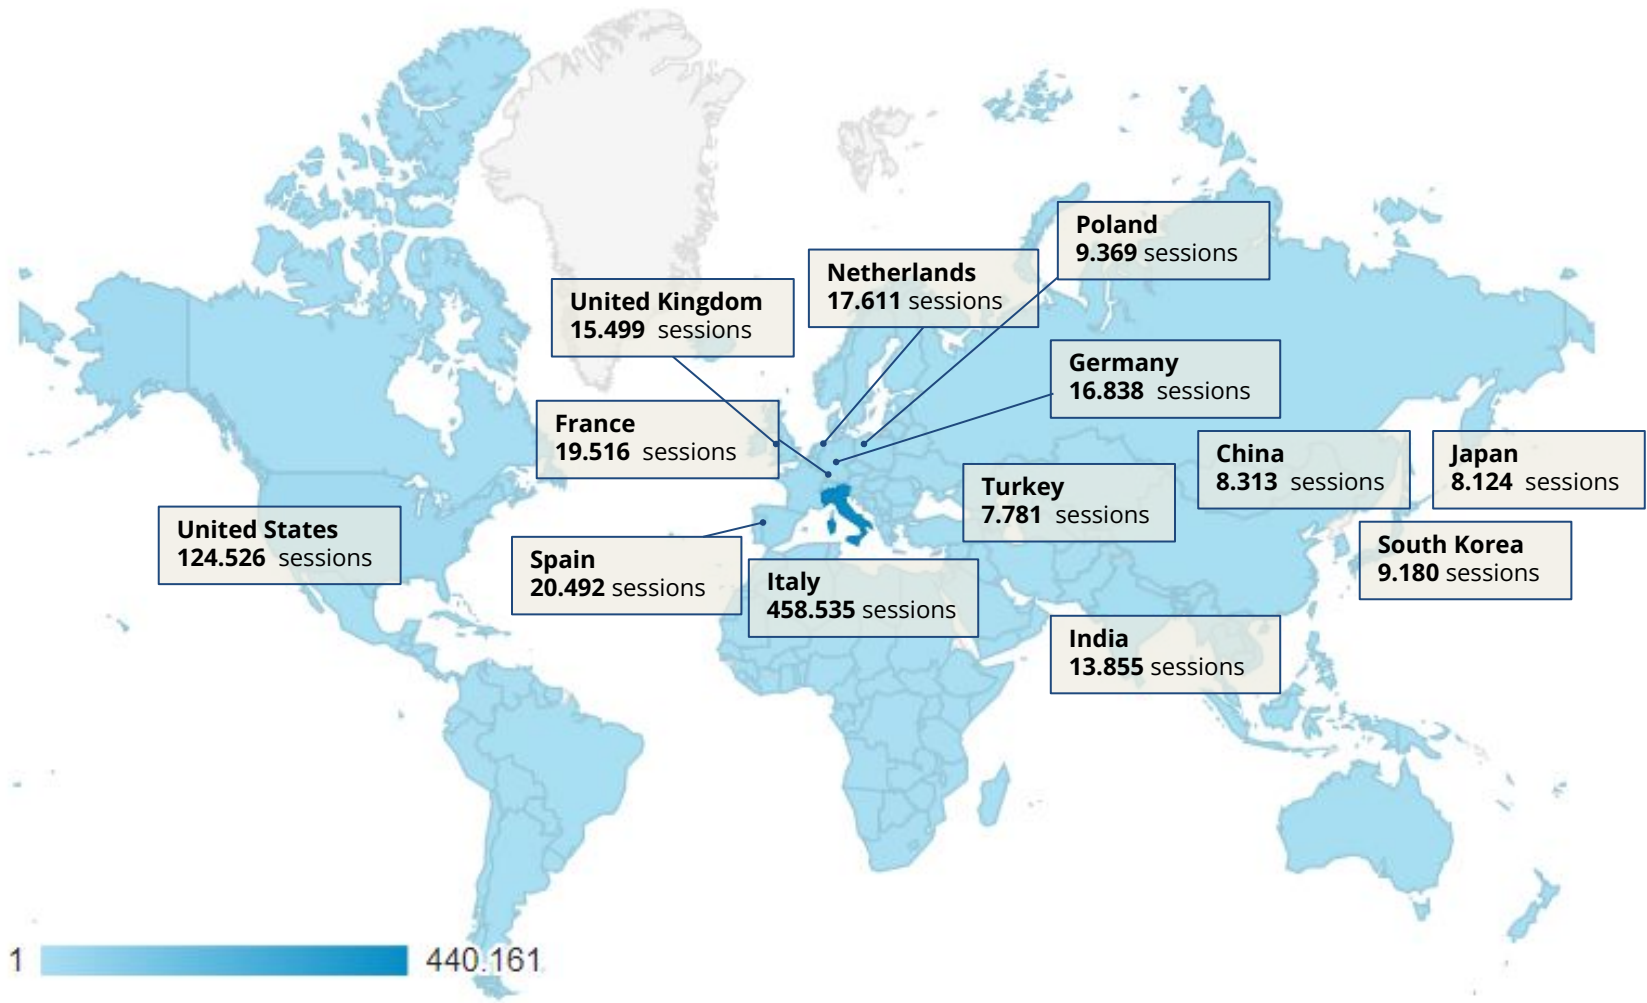 Poland
9.369 sessions
Netherlands
17.611 sessions
United Kingdom
15.499 sessions
Germany
16.838 sessions
France
19.516 sessions
China
8.313 sessions
Japan
8.124 sessions
Turkey
7.781 sessions
United States
124.526 sessions
South Korea
9.180 sessions
Spain
20.492 sessions
Italy
458.535 sessions
India
13.855 sessions
1
440.161